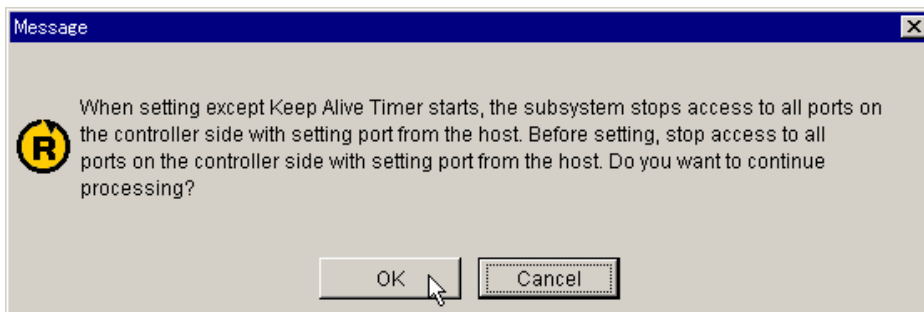 Message
When setting except Keep Alive Timer starts, the subsystem stops access to all ports on
the controller side with setting port from the host. Before setting, stop access to all
ports on the controller side with setting port from the host. Do you want to continue
processing?
R
OK
Cancel